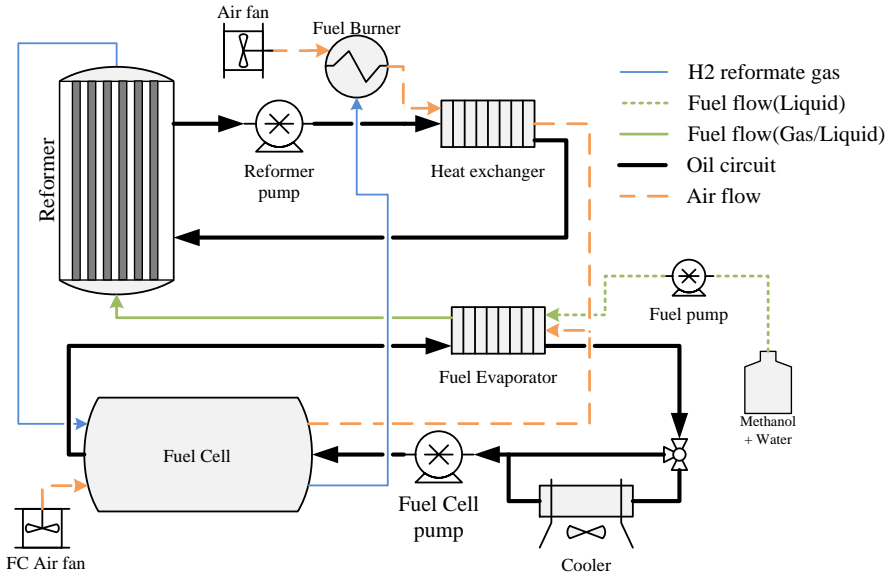 Air fan
Fuel Burner
H2 reformate gas
Fuel flow(Liquid)
Fuel flow(Gas/Liquid)
Oil circuit
Air flow
Reformer
Reformer
pump
Heat exchanger
Fuel pump
Fuel Evaporator
Methanol
+ Water
Fuel Cell
Fuel Cell
pump
FC Air fan
Cooler